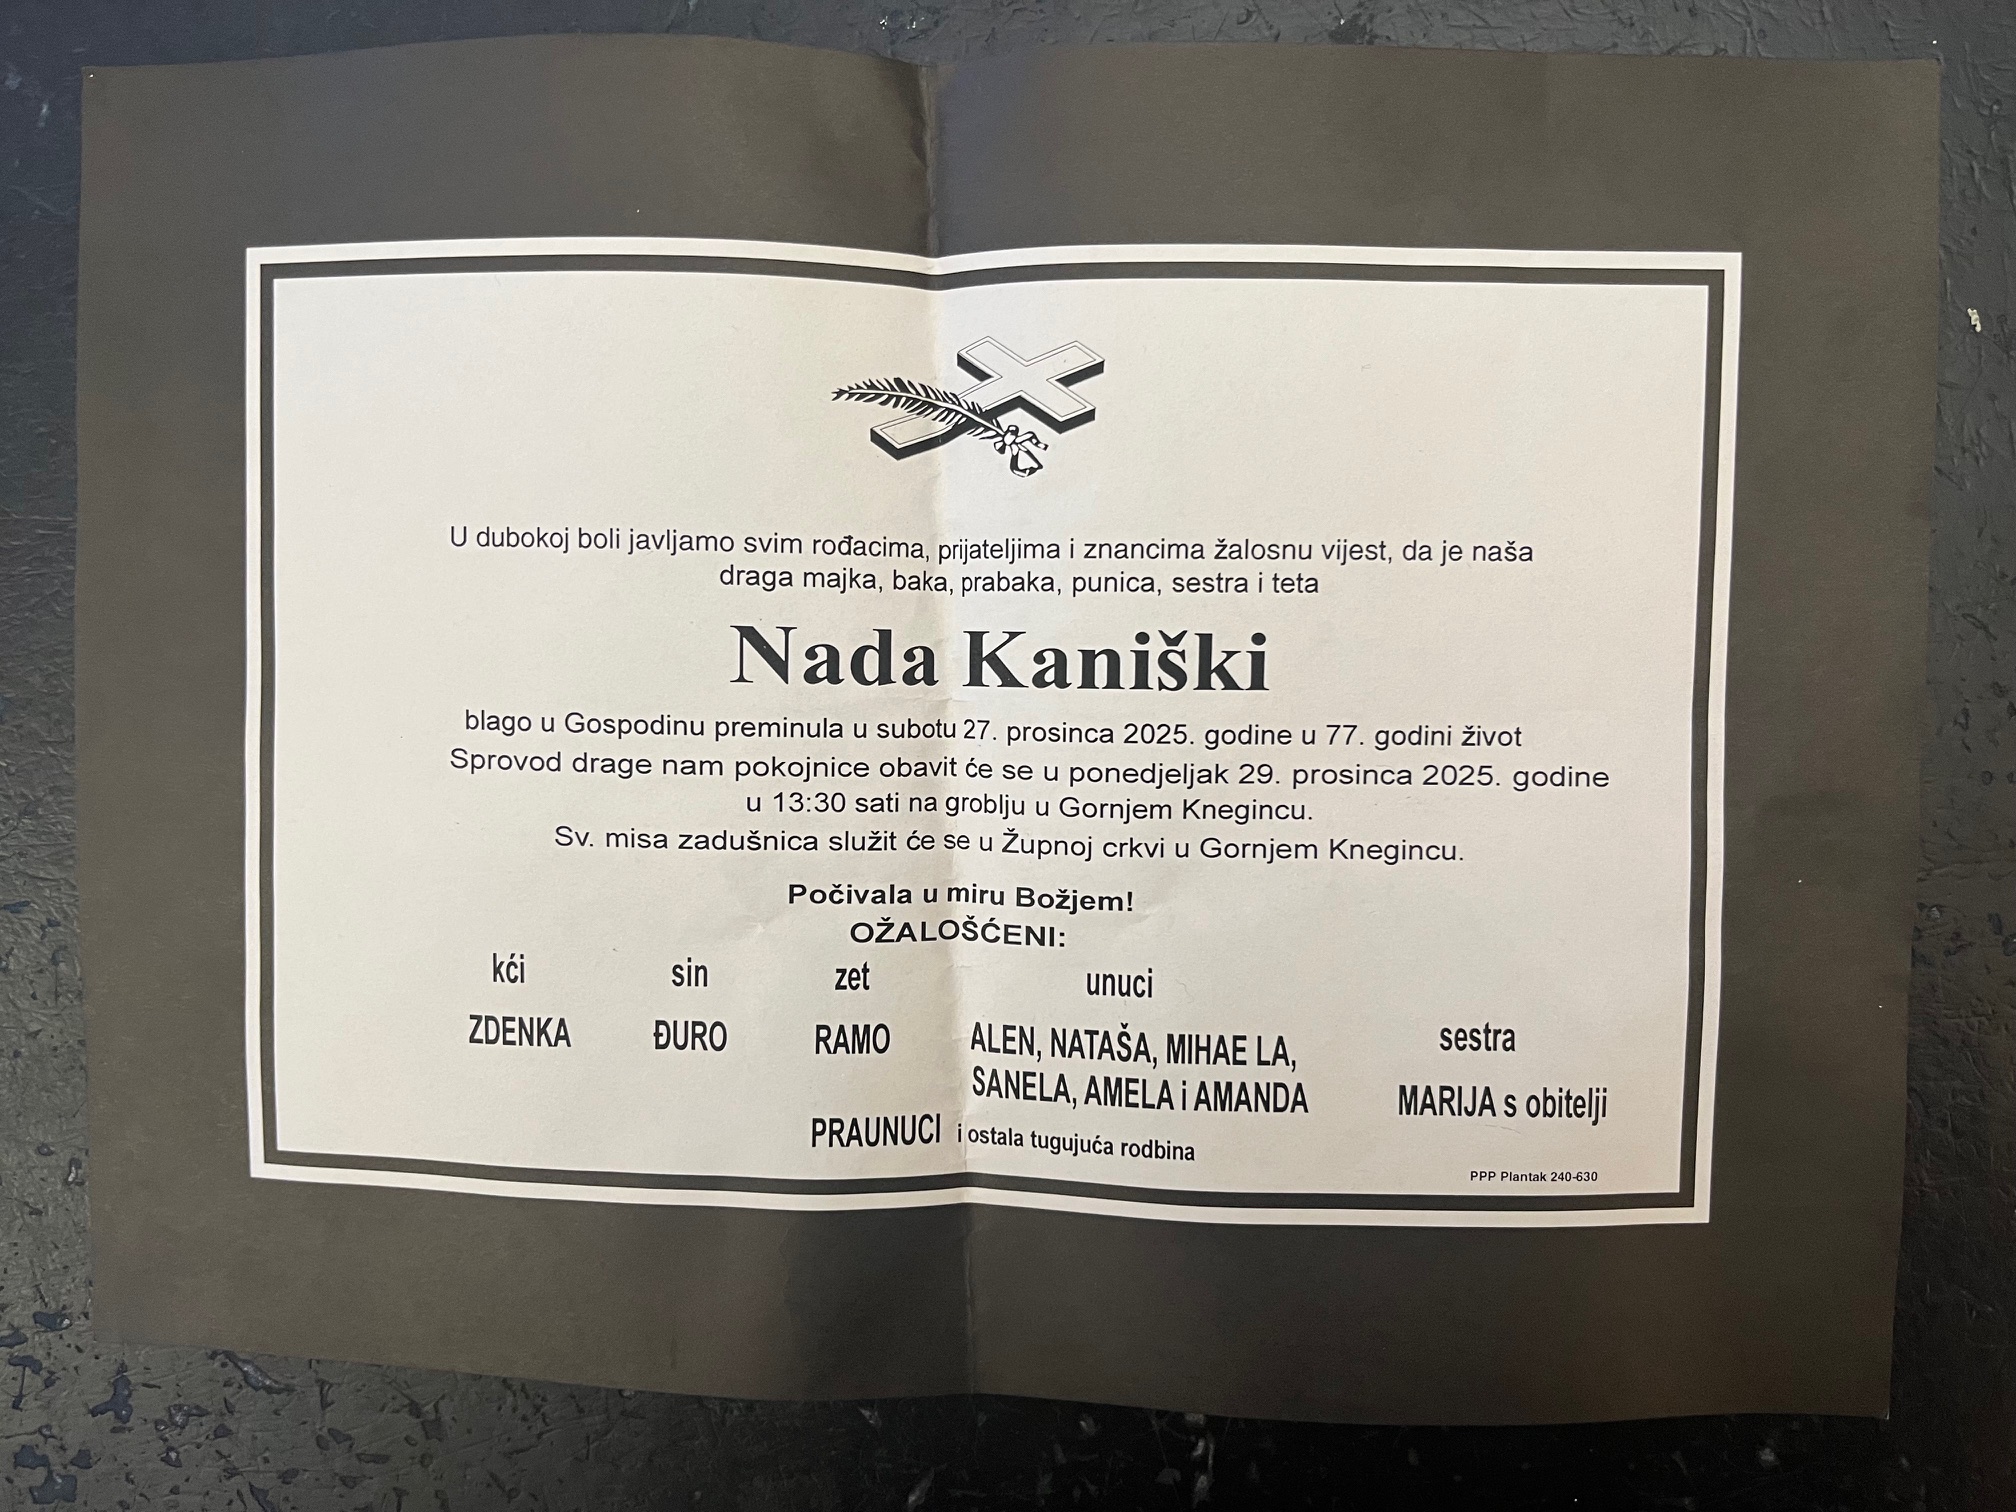 U dubokoj boli javljamo svim rođacima, prijateljima i znancima žalosnu vijest, da je naša
draga majka, baka, prabaka, punica, sestra i teta
Nada Kaniški
blago u Gospodinu preminula u subotu 27. prosinca 2025. godine u 77. godini život
Sprovod drage nam pokojnice obavit će se u ponedjeljak 29. prosinca 2025. godine
u 13:30 sati na groblju u Gornjem Knegincu.
Sv. misa zadušnica služit će se u Župnoj crkvi u Gornjem Knegincu.
Počivala u miru Božjem!
OŽALOŠĆENI:
kći
ZDENKA
sin
ĐURO
zet
RAMO
unuci
ALEN, NATAŠA, MIHAE LA,
SANELA, AMELA i AMANDA
sestra
MARIJA s obitelji
PRAUNUCI i ostala tugujuća rodbina
PPP Plantak 240-630